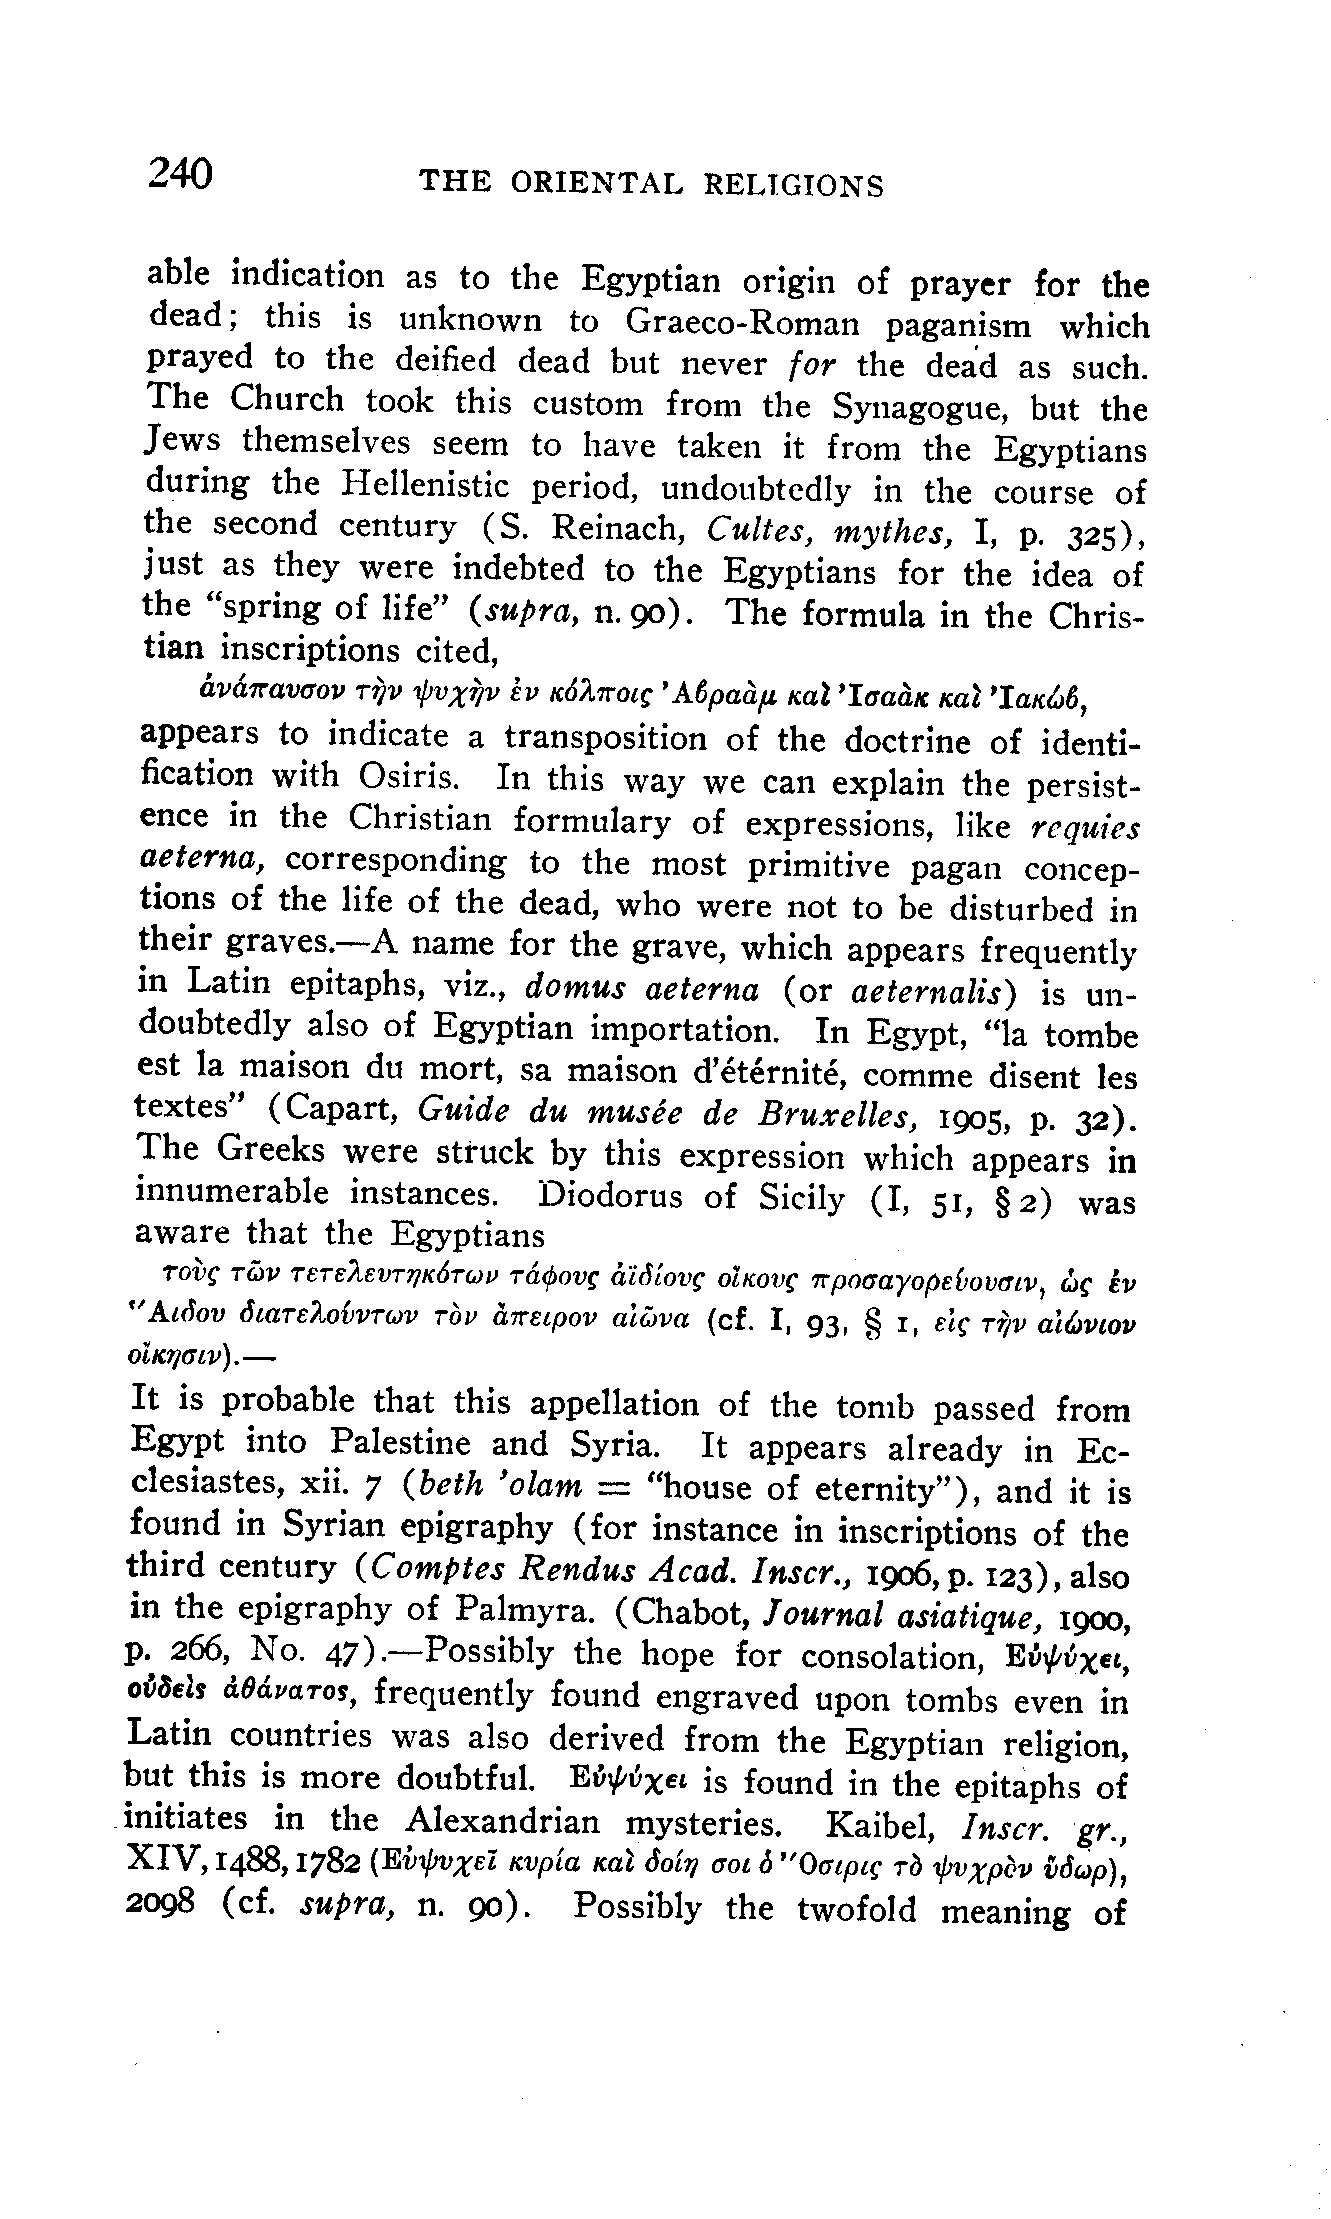 240
THE ORIENTAL RELIGIONS
able indication as to the Egyptian origin of prayer for the
dead; this is unknown to Graeco-Roman paganism which
prayed to the deified dead but never for the dead as such.
The Church took this custom from the Synagogue, but the
Jews themselves seem to have taken it from the Egyptians
during the Hellenistic period, undoubtedly in the course of
the second century (S. Reinach, Cultes, mythes, I, p. 325),
just as they were indebted to the Egyptians for the idea of
the “spring of life” (supra, n. 90). The formula in the Chris-
tian inscriptions cited,
ἀνάπαυσον τὴν ψυχὴν ἐν κόλποις Ἀβραὰμ καὶ Ἰσαὰκ καὶ Ἰακώβ,
appears to indicate a transposition of the doctrine of identi-
fication with Osiris. In this way we can explain the persist-
ence in the Christian formulary of expressions, like requies
aeterna, corresponding to the most primitive pagan concep-
tions of the life of the dead, who were not to be disturbed in
their graves.—A name for the grave, which appears frequently
in Latin epitaphs, viz., domus aeterna (or aeternalis) is un-
doubtedly also of Egyptian importation. In Egypt, “la tombe
est la maison du mort, sa maison d’étérnité, comme disent les
textes” (Capart, Guide du musée de Bruxelles, 1905, p. 32).
The Greeks were struck by this expression which appears in
innumerable instances. Diodorus of Sicily (I, 51, § 2) was
aware that the Egyptians
τοὺς τῶν τετελευτηκότων τάφους ἀϊδίους οἴκους προσαγορεύουσιν, ὡς ἐν
Ἅιδου διατελούντων τὸν ἄπειρον αἰῶνα (cf. I, 93, § 1, εἰς τὴν αἰώνιον
οἴκησιν).—
It is probable that this appellation of the tomb passed from
Egypt into Palestine and Syria. It appears already in Ec-
clesiastes, xii. 7 (beth ’olam = “house of eternity”), and it is
found in Syrian epigraphy (for instance in inscriptions of the
third century (Comptes Rendus Acad. Inscr., 1906, p. 123), also
in the epigraphy of Palmyra. (Chabot, Journal asiatique, 1900,
p. 266, No. 47).—Possibly the hope for consolation, Εὐψύχει,
οὐδεὶς ἀθάνατος, frequently found engraved upon tombs even in
Latin countries was also derived from the Egyptian religion,
but this is more doubtful. Εὐψύχει is found in the epitaphs of
initiates in the Alexandrian mysteries. Kaibel, Inscr. gr.,
XIV, 1488, 1782 (Εὐψυχεῖ κυρία καὶ δοίη σοι ὁ Ὄσιρις τὸ ψυχρὸν ὕδωρ),
2098 (cf. supra, n. 90). Possibly the twofold meaning of